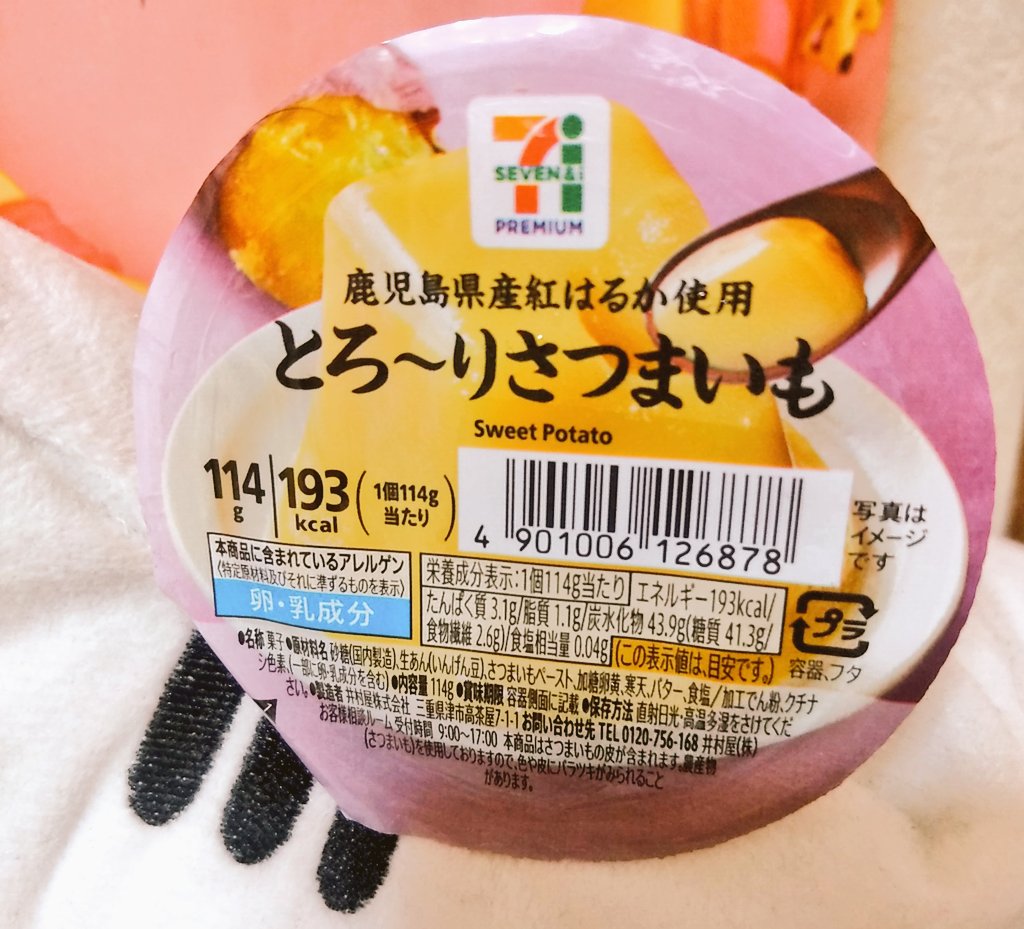 7i
SEVEN&i
PREMIUM
鹿児島県産紅はるか使用
とろ〜りさつまいも
Sweet Potato
114g
193kcal
(1個114g当たり)
4 901006 126878
写真は
イメージ
です
本商品に含まれているアレルゲン
(特定原材料及びそれに準ずるものを表示)
卵・乳成分
栄養成分表示:1個114g当たり エネルギー193kcal/
たんぱく質 3.1g/脂質 1.1g/炭水化物 43.9g(糖質 41.3g/
食物繊維 2.6g)/食塩相当量 0.04g (この表示値は、目安です。)
プラ
容器、フタ
●名称 菓子 ●原材料名 砂糖(国内製造)、生あん(いんげん豆)、さつまいもペースト、加糖卵黄、寒天、バター、食塩/加工でん粉、クチナ
シ色素、(一部に卵・乳成分を含む) ●内容量 114g ●賞味期限 容器側面に記載 ●保存方法 直射日光・高温多湿をさけてくだ
さい。●製造者 井村屋株式会社 三重県津市高茶屋7-1-1 お問い合わせ先 TEL 0120-756-168 井村屋(株)
お客様相談ルーム 受付時間 9:00〜17:00 本商品はさつまいもの皮が含まれます。農産物
(さつまいも)を使用しておりますので、色や皮にバラツキがみられること
があります。